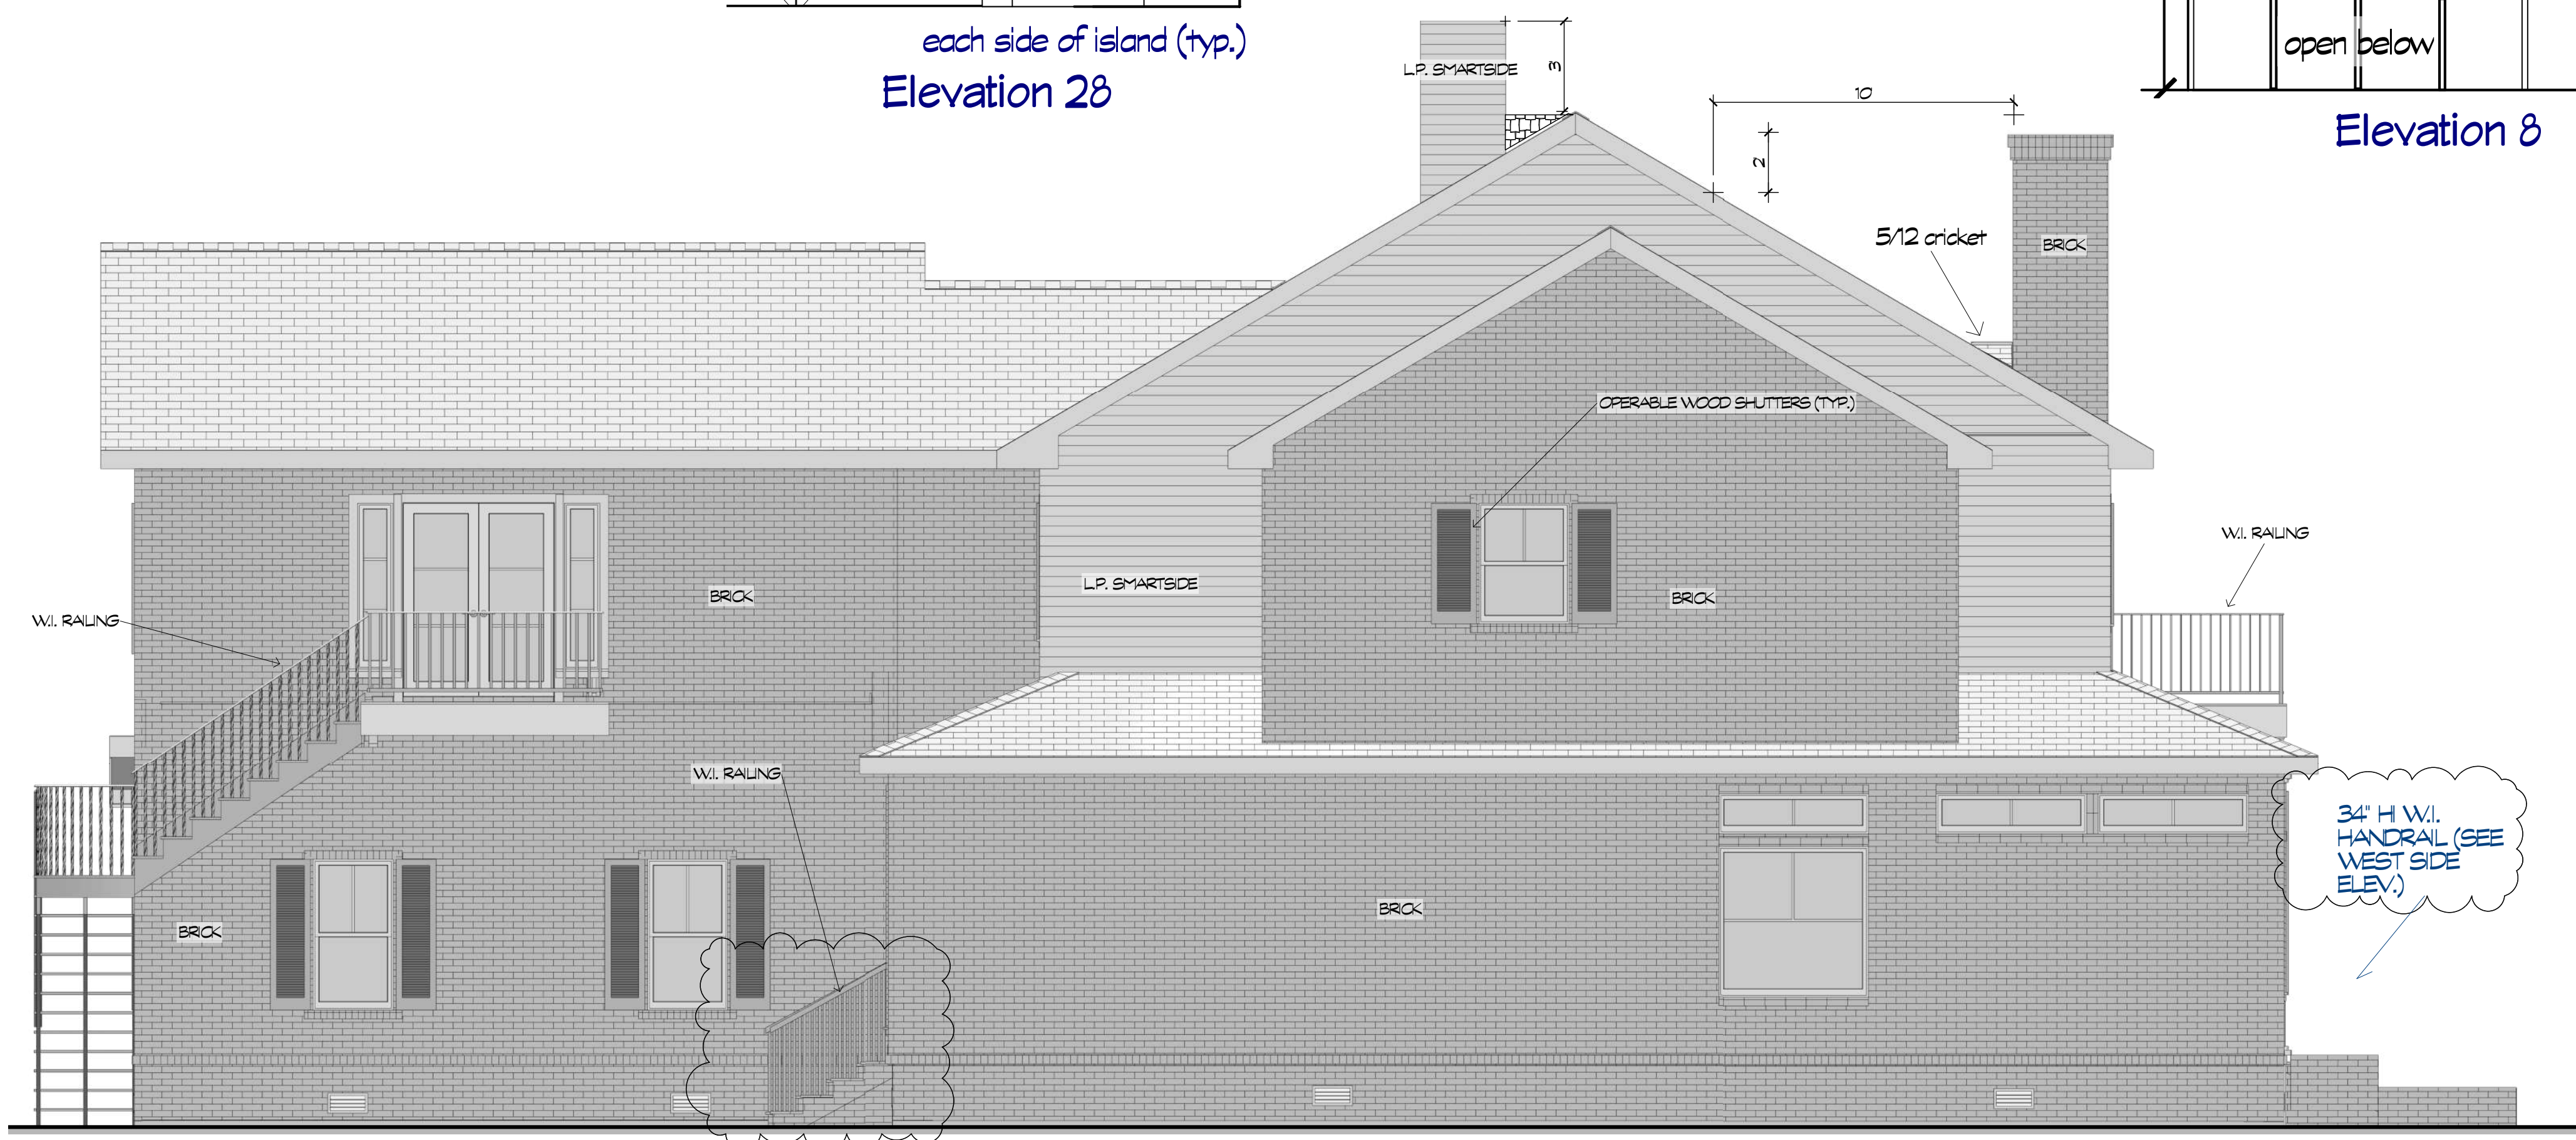 each side of island (typ.)
Elevation 28
open below
Elevation 8
L.P. SMARTSIDE
3
10
2
5/12 cricket
BRICK
OPERABLE WOOD SHUTTERS (TYP.)
W.I. RAILING
L.P. SMARTSIDE
BRICK
BRICK
W.I. RAILING
W.I. RAILING
34" HI W.I.
HANDRAIL (SEE
WEST SIDE
ELEV.)
BRICK
BRICK